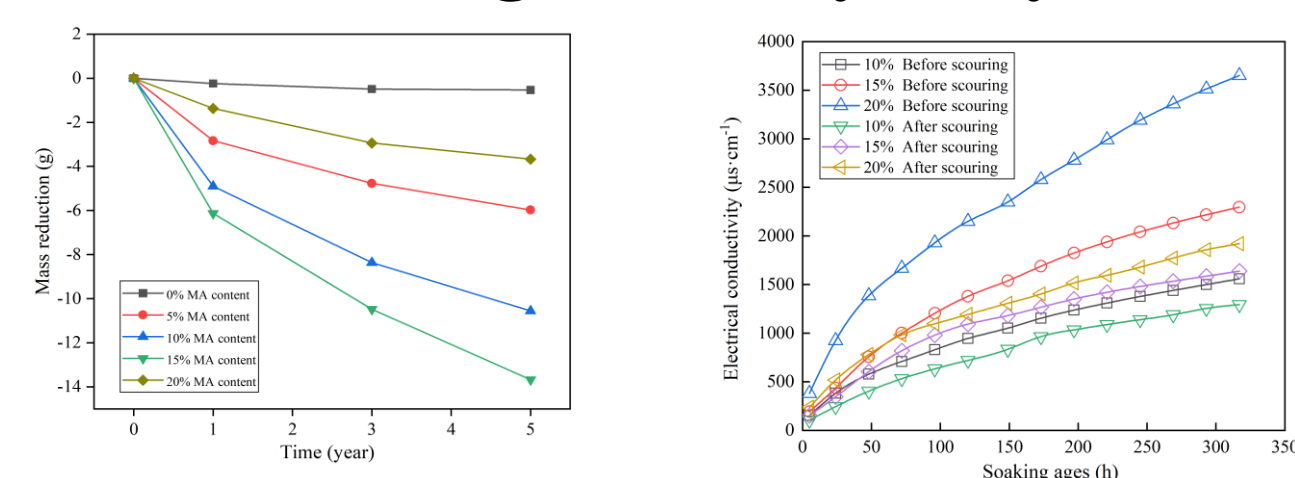 2
0
-2
-4
-6
-8
-10
-12
-14
Mass reduction (g)
0% MA content
5% MA content
10% MA content
15% MA content
20% MA content
0 1 2 3 4 5
Time (year)
4000
3500
3000
2500
2000
1500
1000
500
0
Electrical conductivity (μs·cm⁻¹)
10% Before scouring
15% Before scouring
20% Before scouring
10% After scouring
15% After scouring
20% After scouring
0 50 100 150 200 250 300 350
Soaking ages (h)